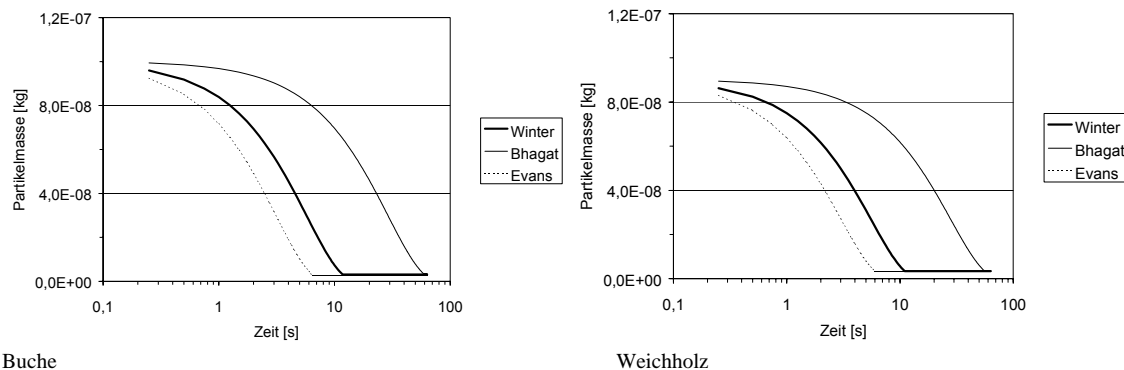 1,2E-07
8,0E-08
4,0E-08
0,0E+00
Partikelmasse [kg]
0,1
1
10
100
Zeit [s]
Winter
Bhagat
Evans
Buche
1,2E-07
8,0E-08
4,0E-08
0,0E+00
Partikelmasse [kg]
0,1
1
10
100
Zeit [s]
Winter
Bhagat
Evans
Weichholz